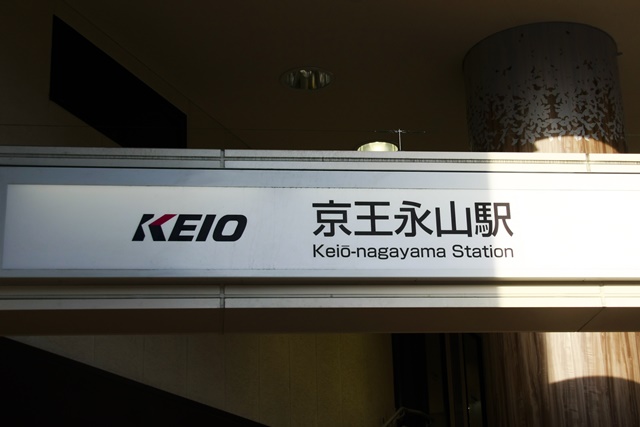 KEIO
京王永山駅
Keiō-nagayama Station